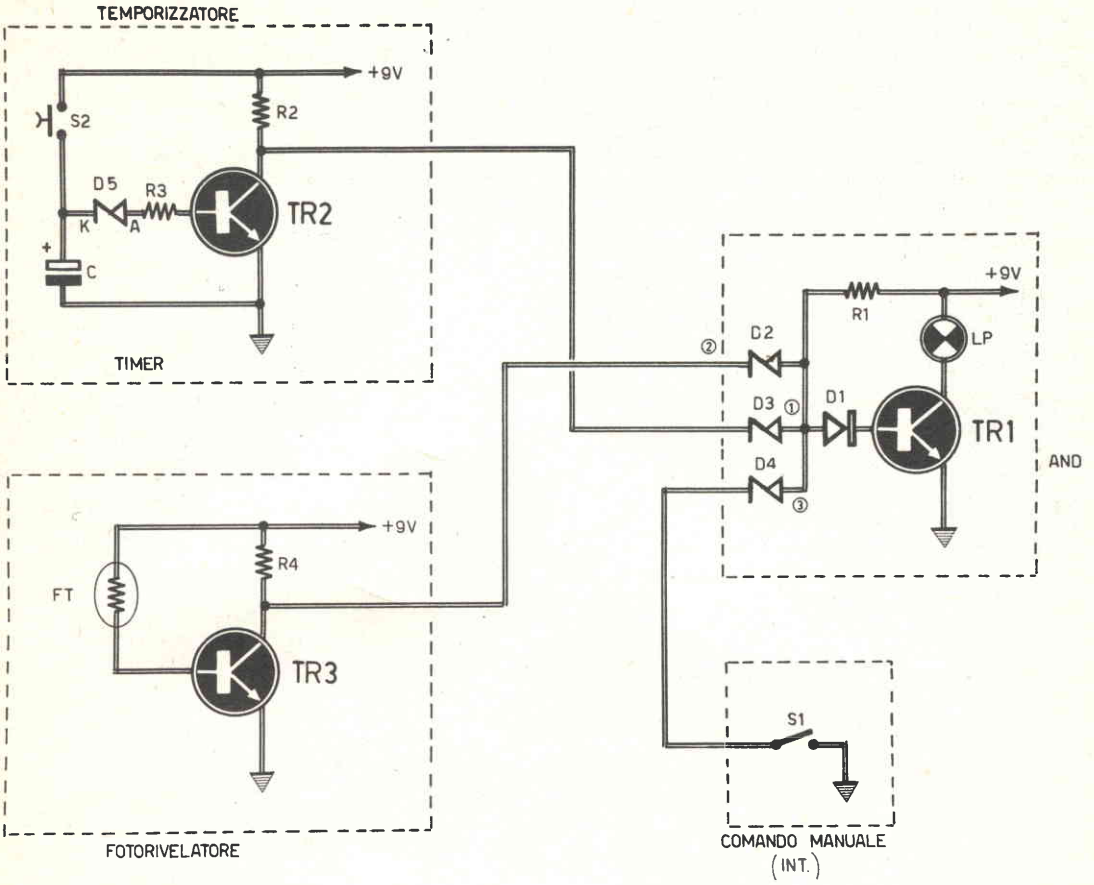 TEMPORIZZATORE
+9V
R2
S2
D5
R3
K
A
TR2
+
C
TIMER
+9V
R1
LP
D2
②
D3
①
D1
TR1
D4
③
AND
+9V
R4
FT
TR3
FOTORIVELATORE
S1
COMANDO MANUALE
(INT.)